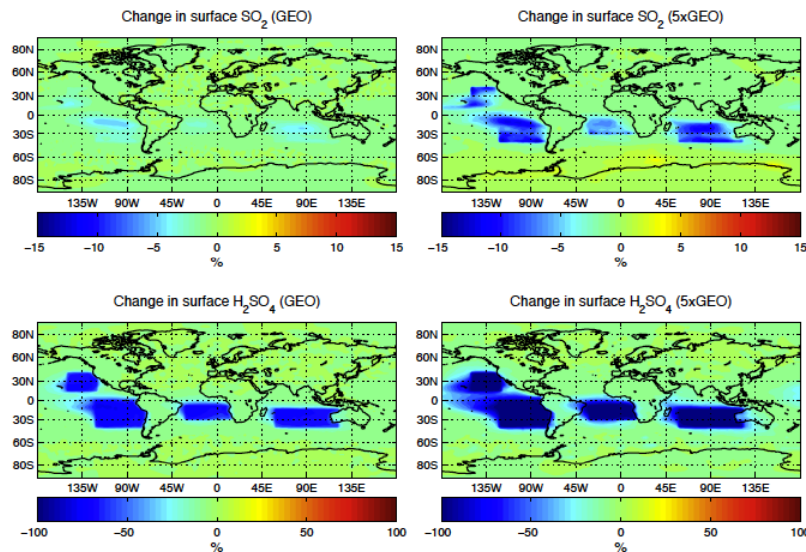 Change in surface SO2 (GEO)
Change in surface SO2 (5xGEO)
80N
60N
30N
0
30S
60S
80S
135W 90W 45W 0 45E 90E 135E
80N
60N
30N
0
30S
60S
80S
135W 90W 45W 0 45E 90E 135E
−15 −10 −5 0 5 10 15
%
−15 −10 −5 0 5 10 15
%
Change in surface H2SO4 (GEO)
Change in surface H2SO4 (5xGEO)
80N
60N
30N
0
30S
60S
80S
135W 90W 45W 0 45E 90E 135E
80N
60N
30N
0
30S
60S
80S
135W 90W 45W 0 45E 90E 135E
−100 −50 0 50 100
%
−100 −50 0 50 100
%